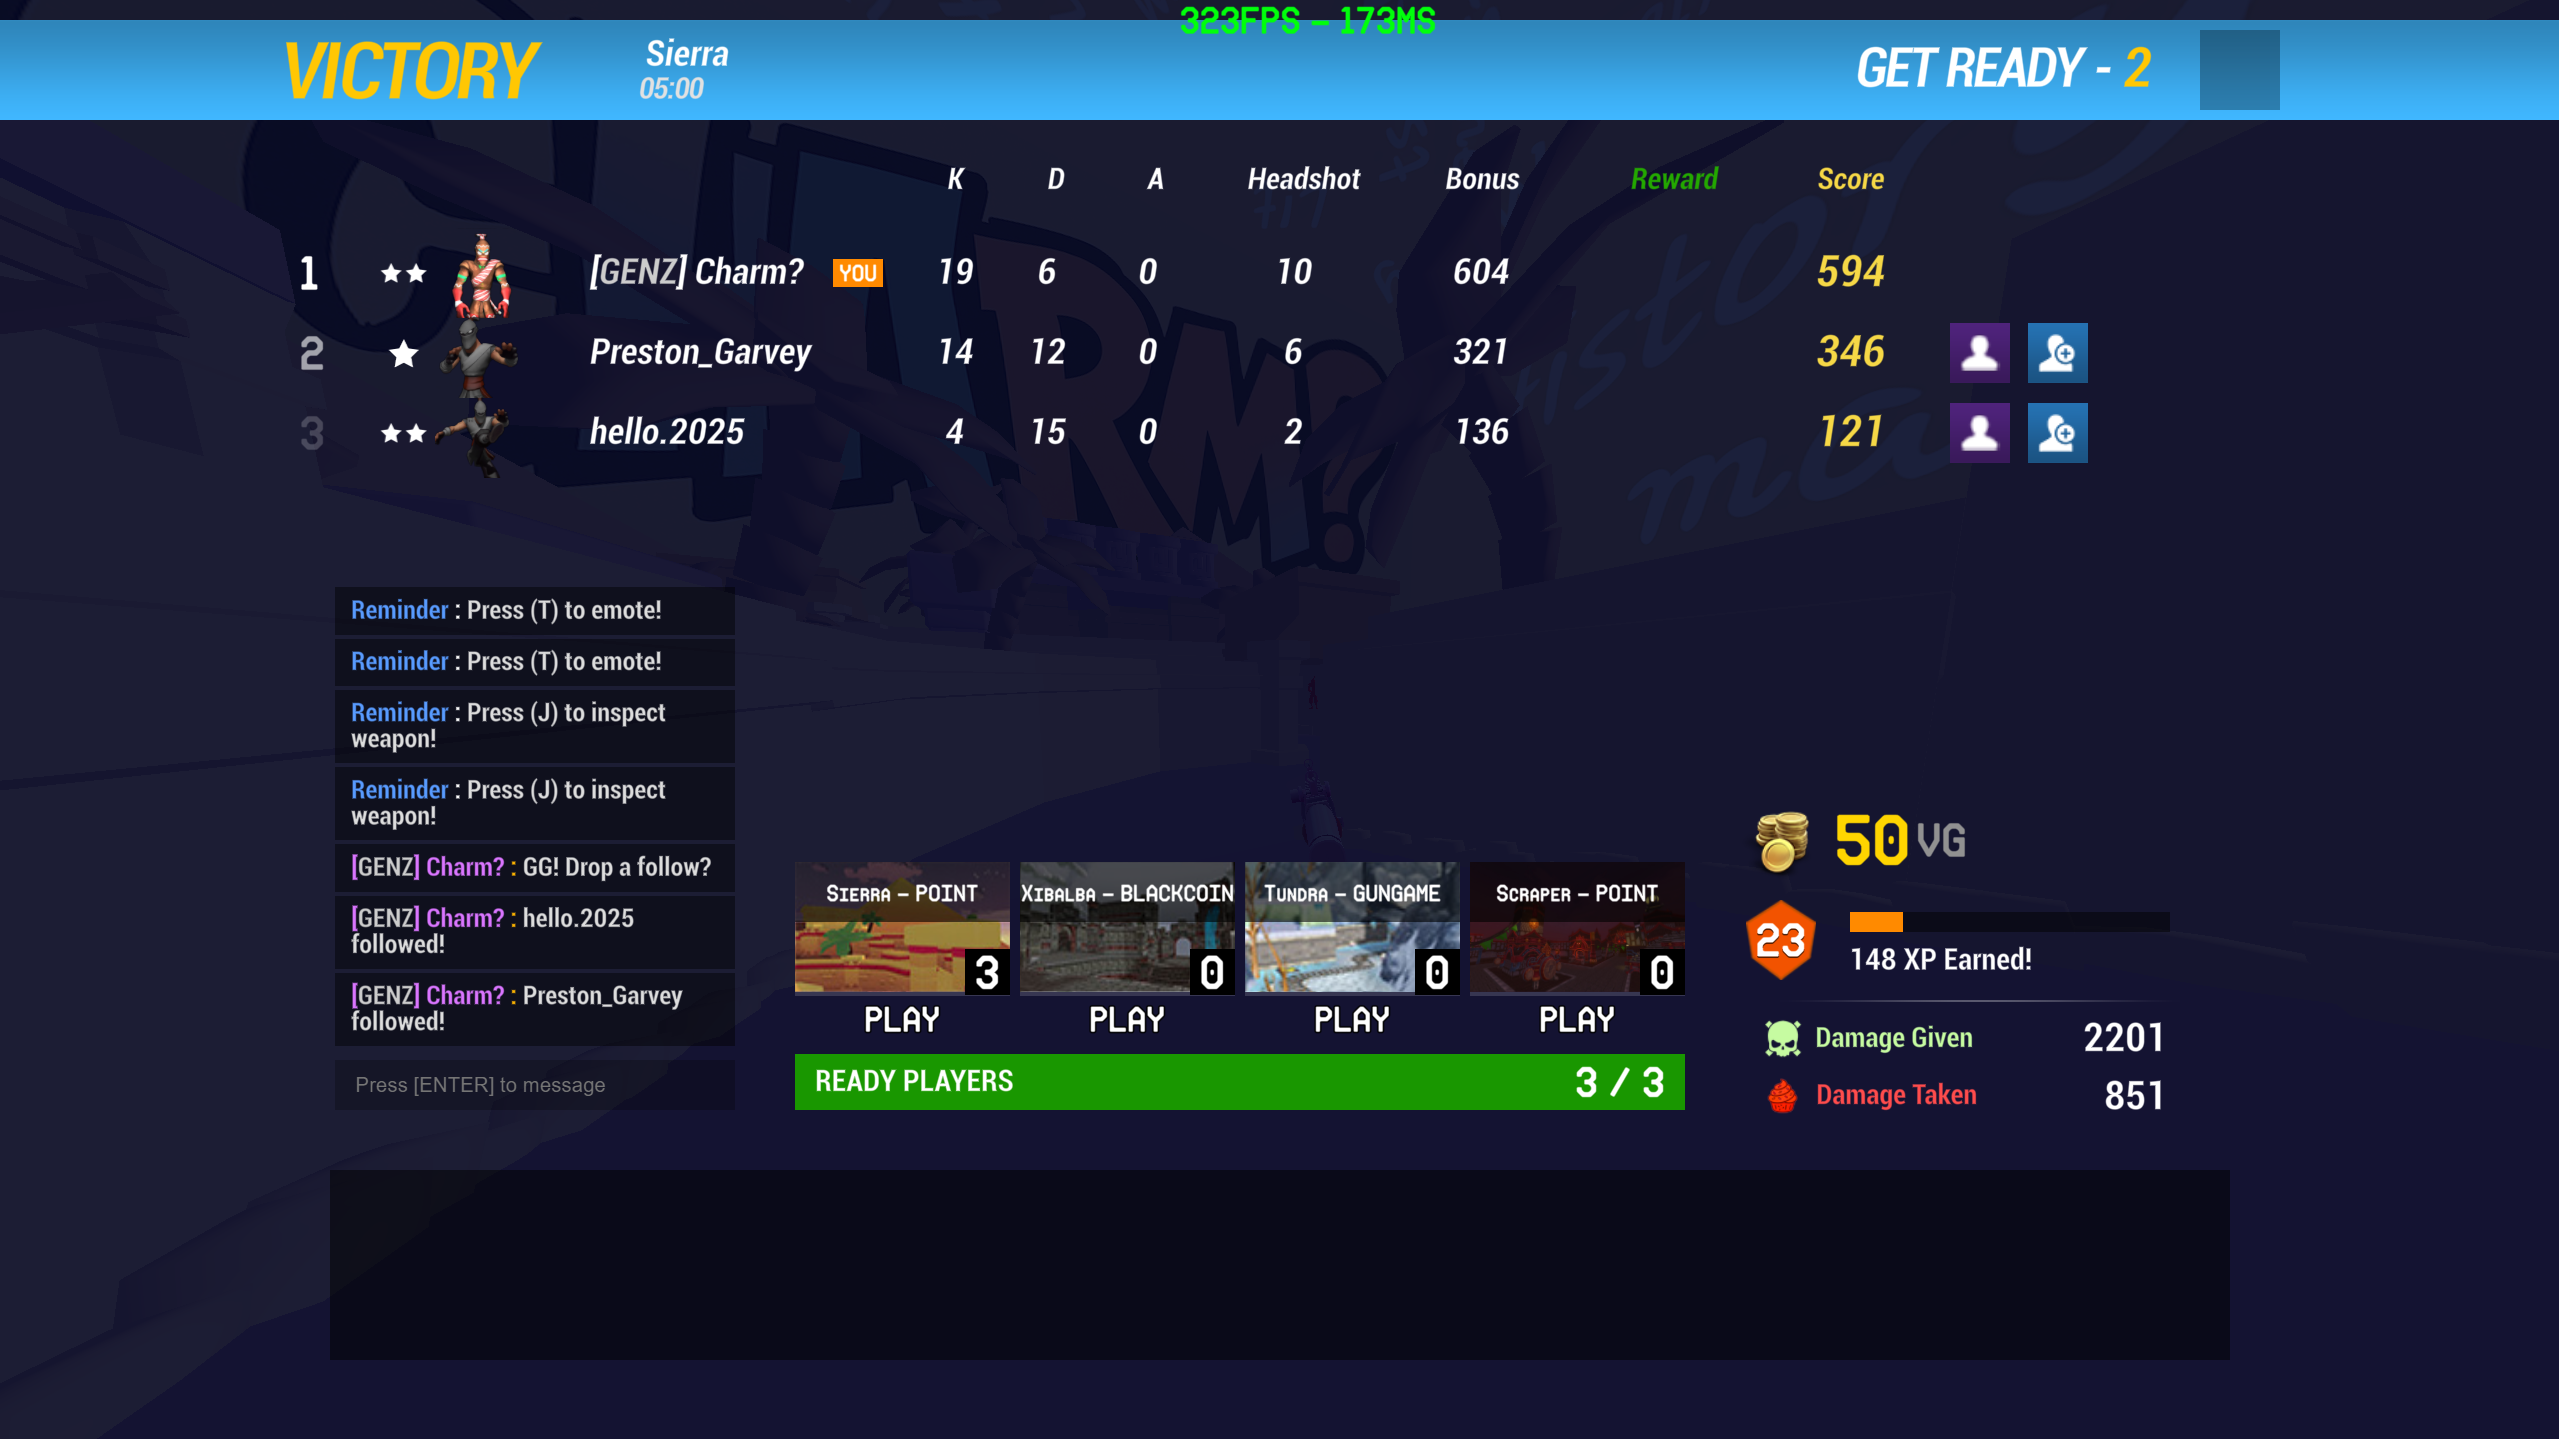 323FPS – 173MS
VICTORY
Sierra
05:00
GET READY - 2
K D A Headshot Bonus Reward Score
1 [GENZ] Charm? YOU 19 6 0 10 604 594
2 Preston_Garvey 14 12 0 6 321 346
3 hello.2025 4 15 0 2 136 121
CHARM?
Reminder : Press (T) to emote!
Reminder : Press (T) to emote!
Reminder : Press (J) to inspect
weapon!
Reminder : Press (J) to inspect
weapon!
[GENZ] Charm? : GG! Drop a follow?
[GENZ] Charm? : hello.2025
followed!
[GENZ] Charm? : Preston_Garvey
followed!
Press [ENTER] to message
Sierra – POINT
3
PLAY
Xibalba – BLACKCOIN
0
PLAY
Tundra – GUNGAME
0
PLAY
Scraper – POINT
0
PLAY
READY PLAYERS 3 / 3
50 VG
23
148 XP Earned!
Damage Given 2201
Damage Taken 851